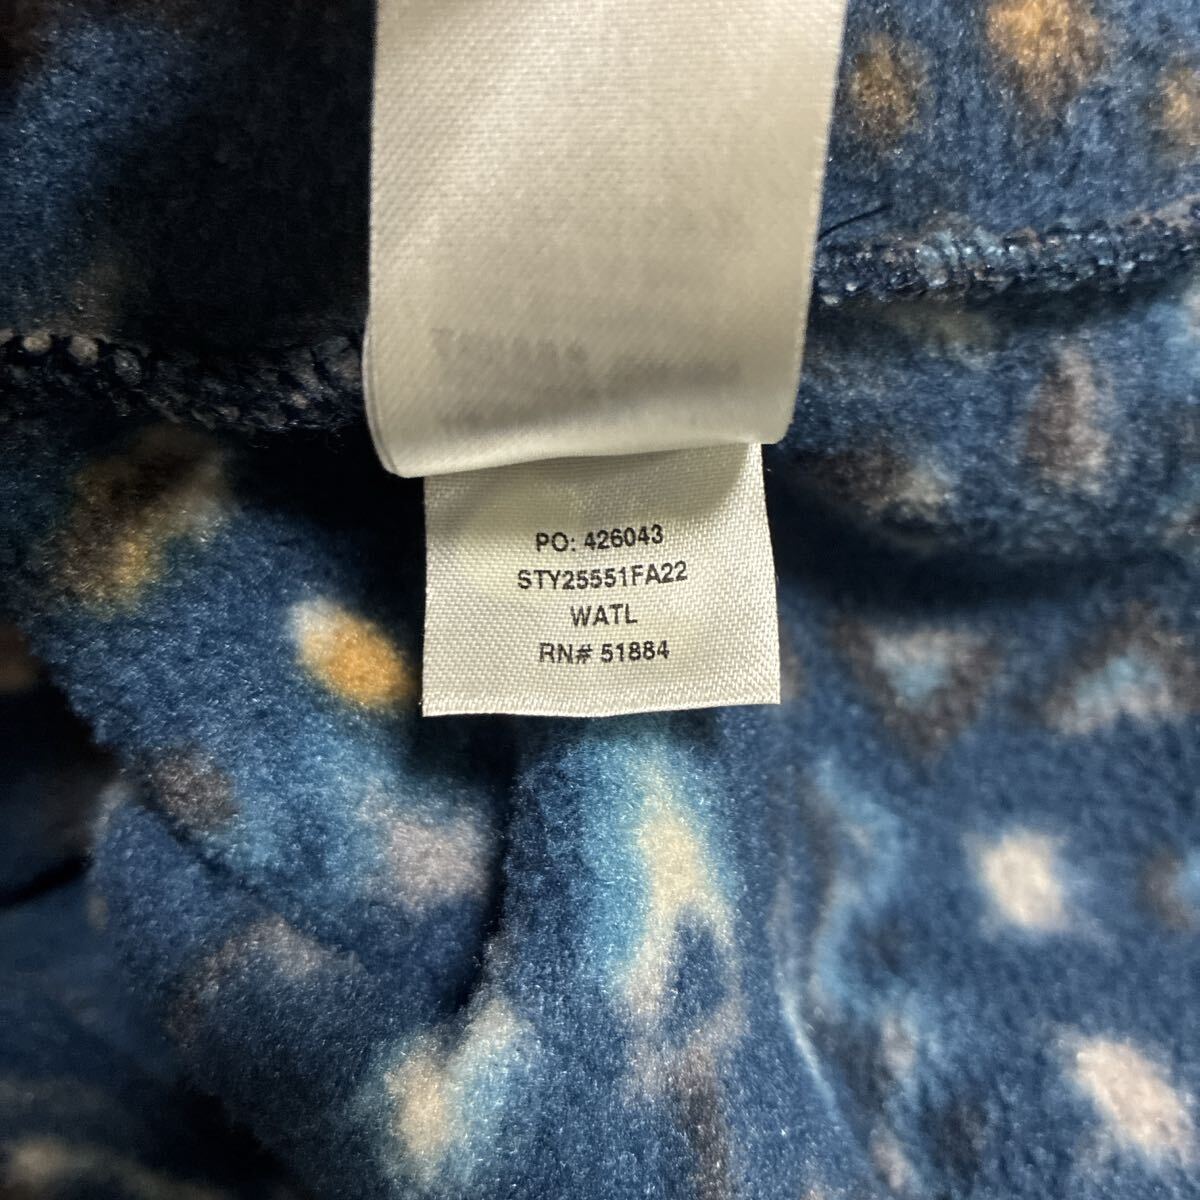 PO: 426043
STY25551FA22
WATL
RN# 51884